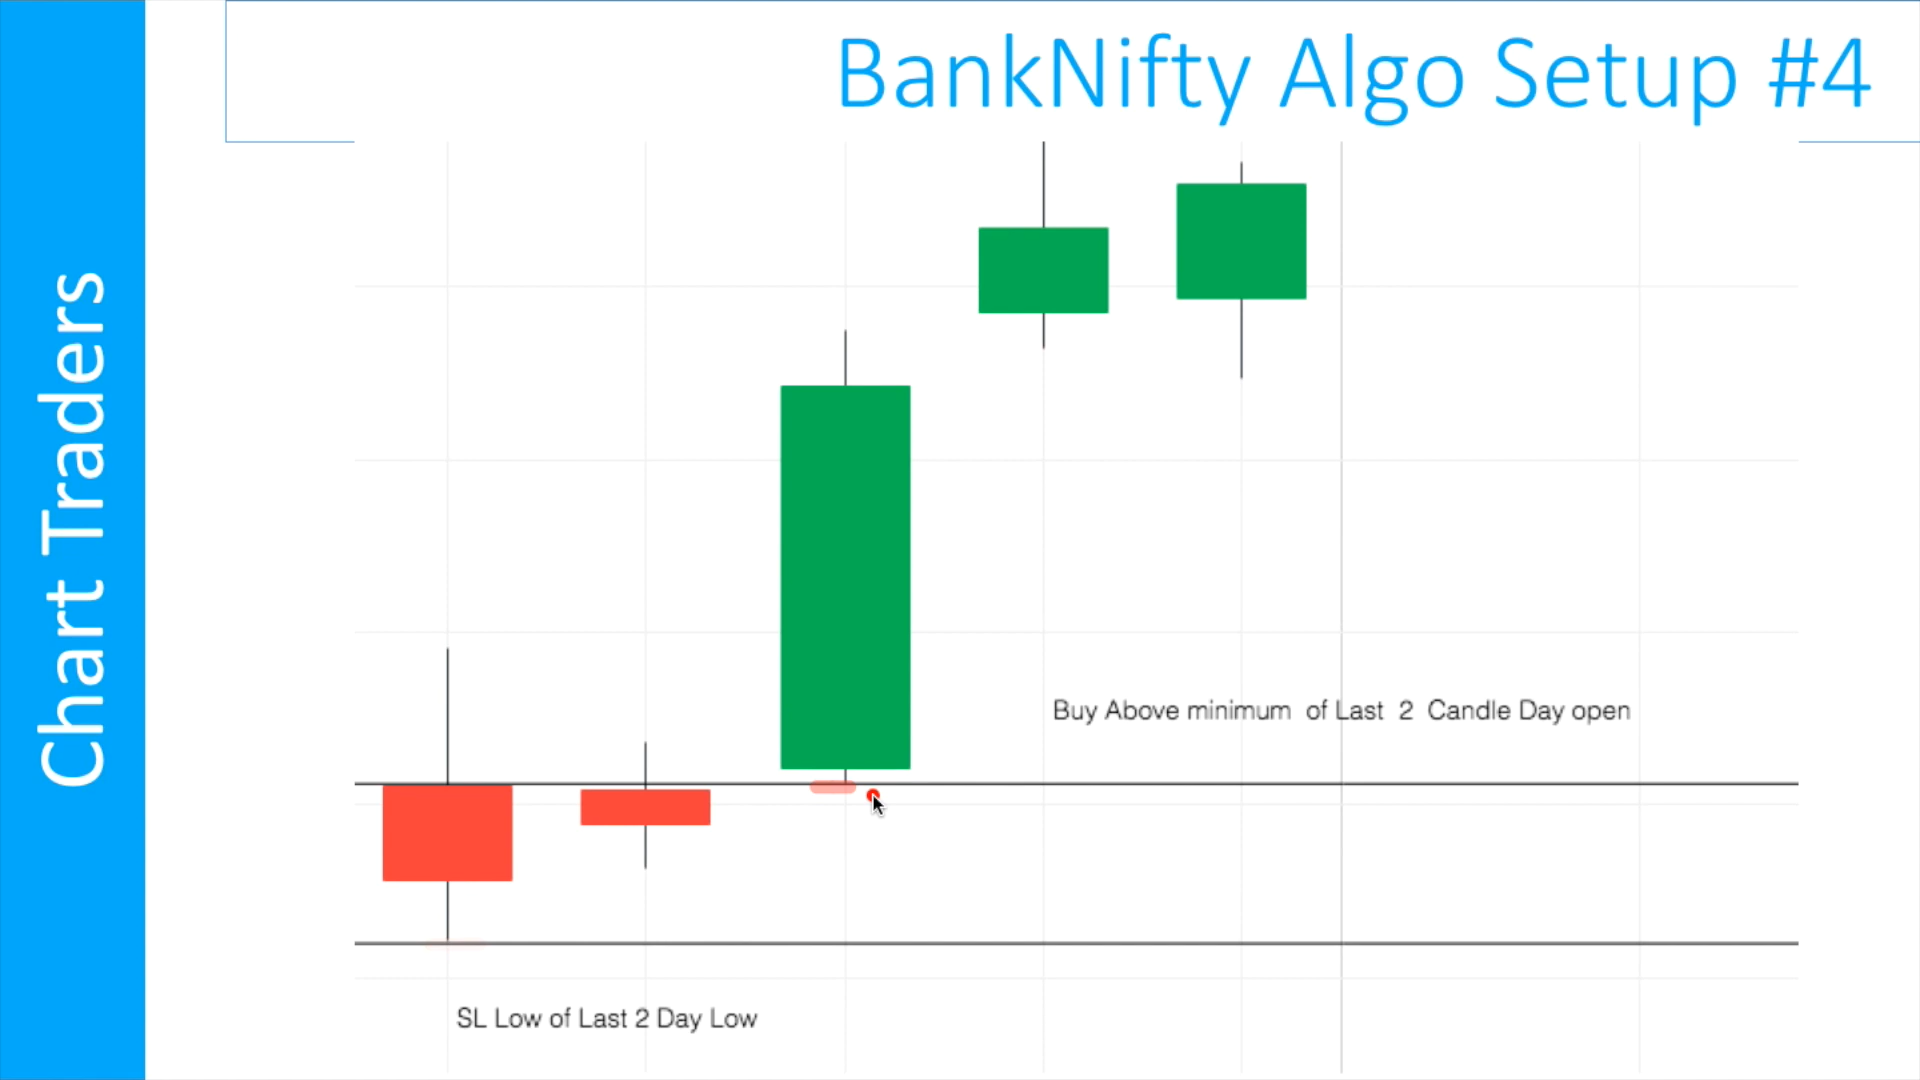 BankNifty Algo Setup #4
Chart Traders
Buy Above minimum of Last 2 Candle Day open
SL Low of Last 2 Day Low